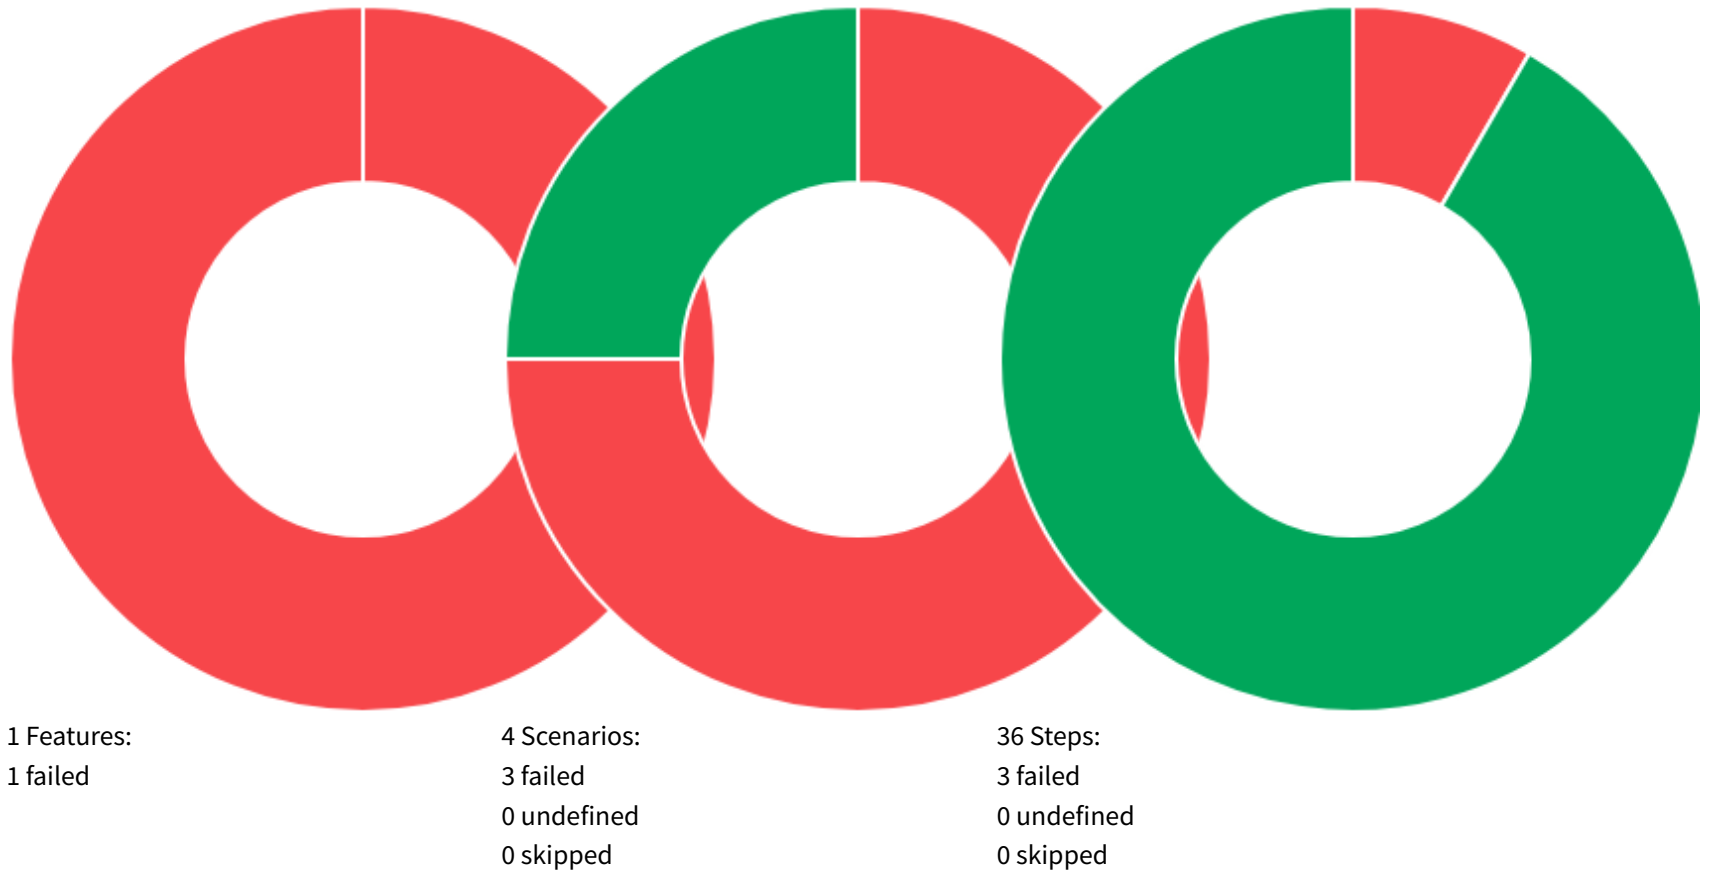 1 Features:
1 failed
4 Scenarios:
3 failed
0 undefined
0 skipped
36 Steps:
3 failed
0 undefined
0 skipped